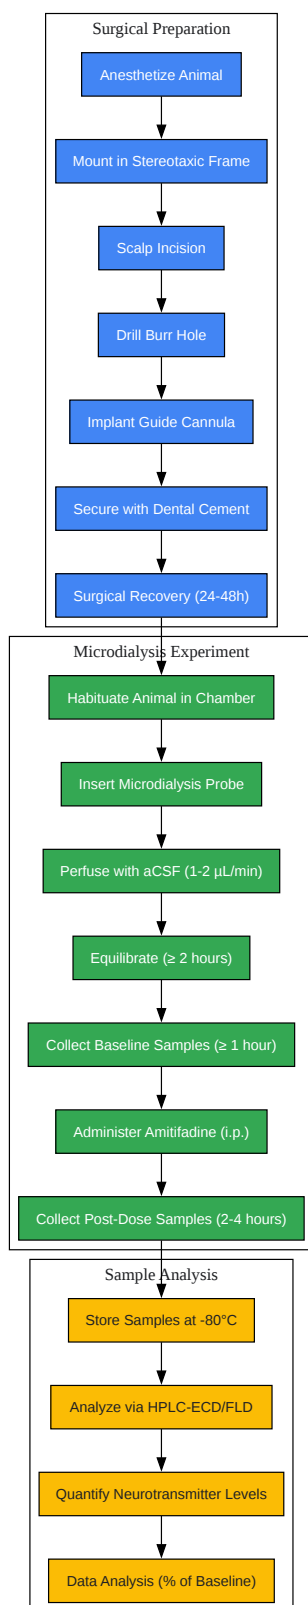 Surgical Preparation
Anesthetize Animal
Mount in Stereotaxic Frame
Scalp Incision
Drill Burr Hole
Implant Guide Cannula
Secure with Dental Cement
Surgical Recovery (24-48h)
Microdialysis Experiment
Habituate Animal in Chamber
Insert Microdialysis Probe
Perfuse with aCSF (1-2 µL/min)
Equilibrate (≥ 2 hours)
Collect Baseline Samples (≥ 1 hour)
Administer Amitifadine (i.p.)
Collect Post-Dose Samples (2-4 hours)
Sample Analysis
Store Samples at -80°C
Analyze via HPLC-ECD/FLD
Quantify Neurotransmitter Levels
Data Analysis (% of Baseline)